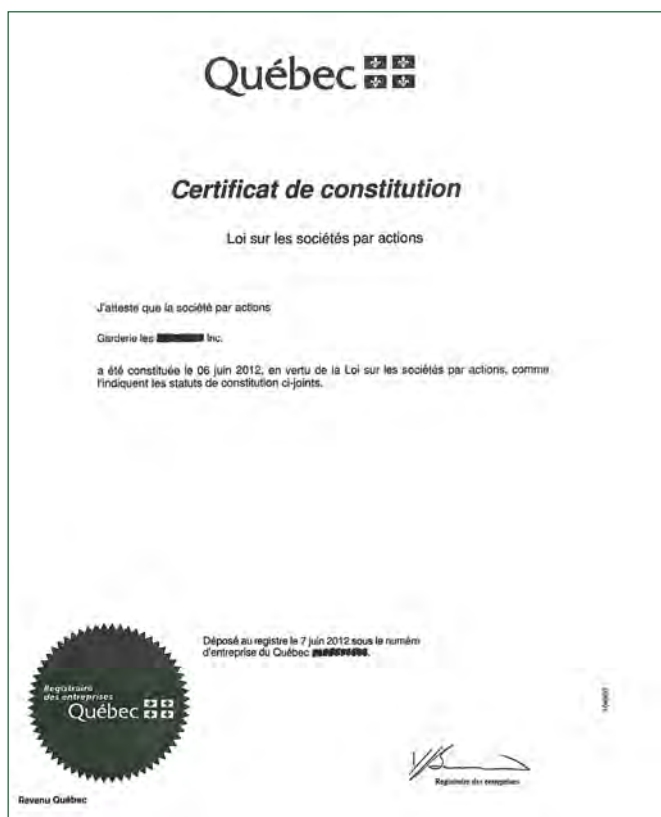 Québec
Certificat de constitution
Loi sur les sociétés par actions
J'atteste que la société par actions
Garderie les Inc.
a été constituée le 06 juin 2012, en vertu de la Loi sur les sociétés par actions, comme
l'indiquent les statuts de constitution ci-joints.
Déposé au registre le 7 juin 2012 sous le numéro
d'entreprise du Québec .
Registraire
des entreprises
Québec
Registraire des entreprises
Revenu Québec